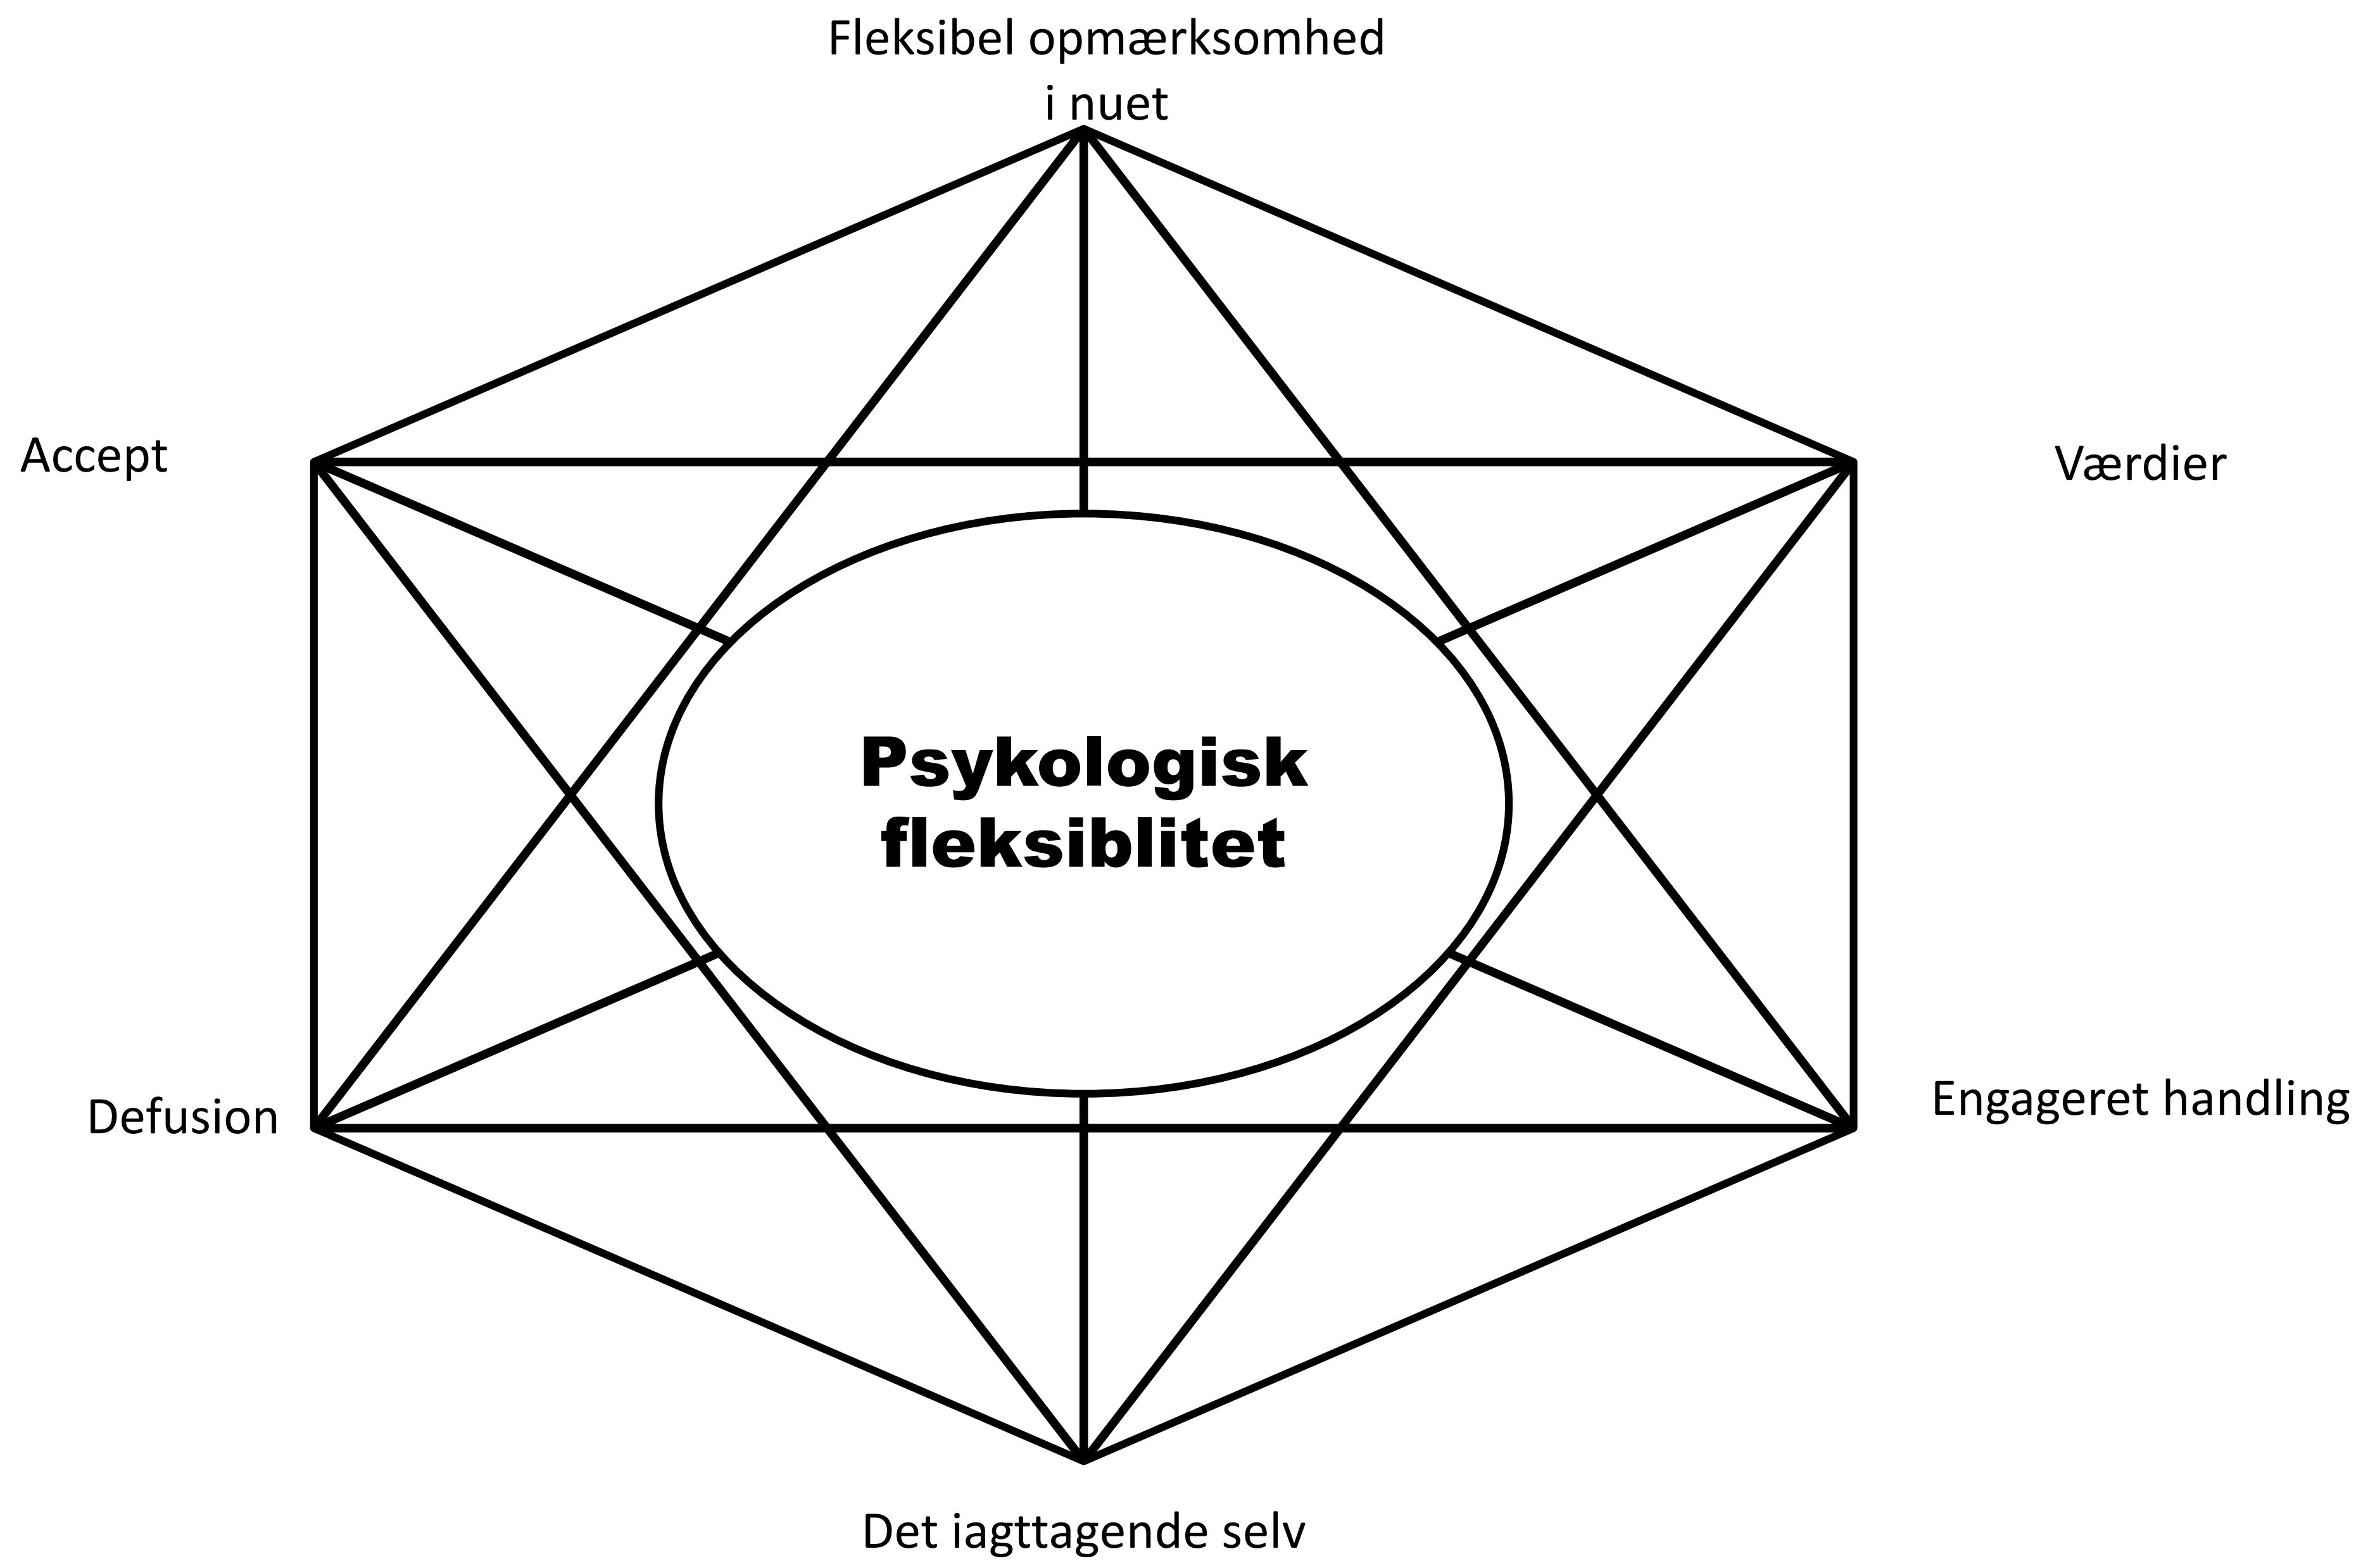 Fleksibel opmærksomhed
i nuet
Accept
Værdier
Psykologisk
fleksiblitet
Defusion
Engageret handling
Det iagttagende selv